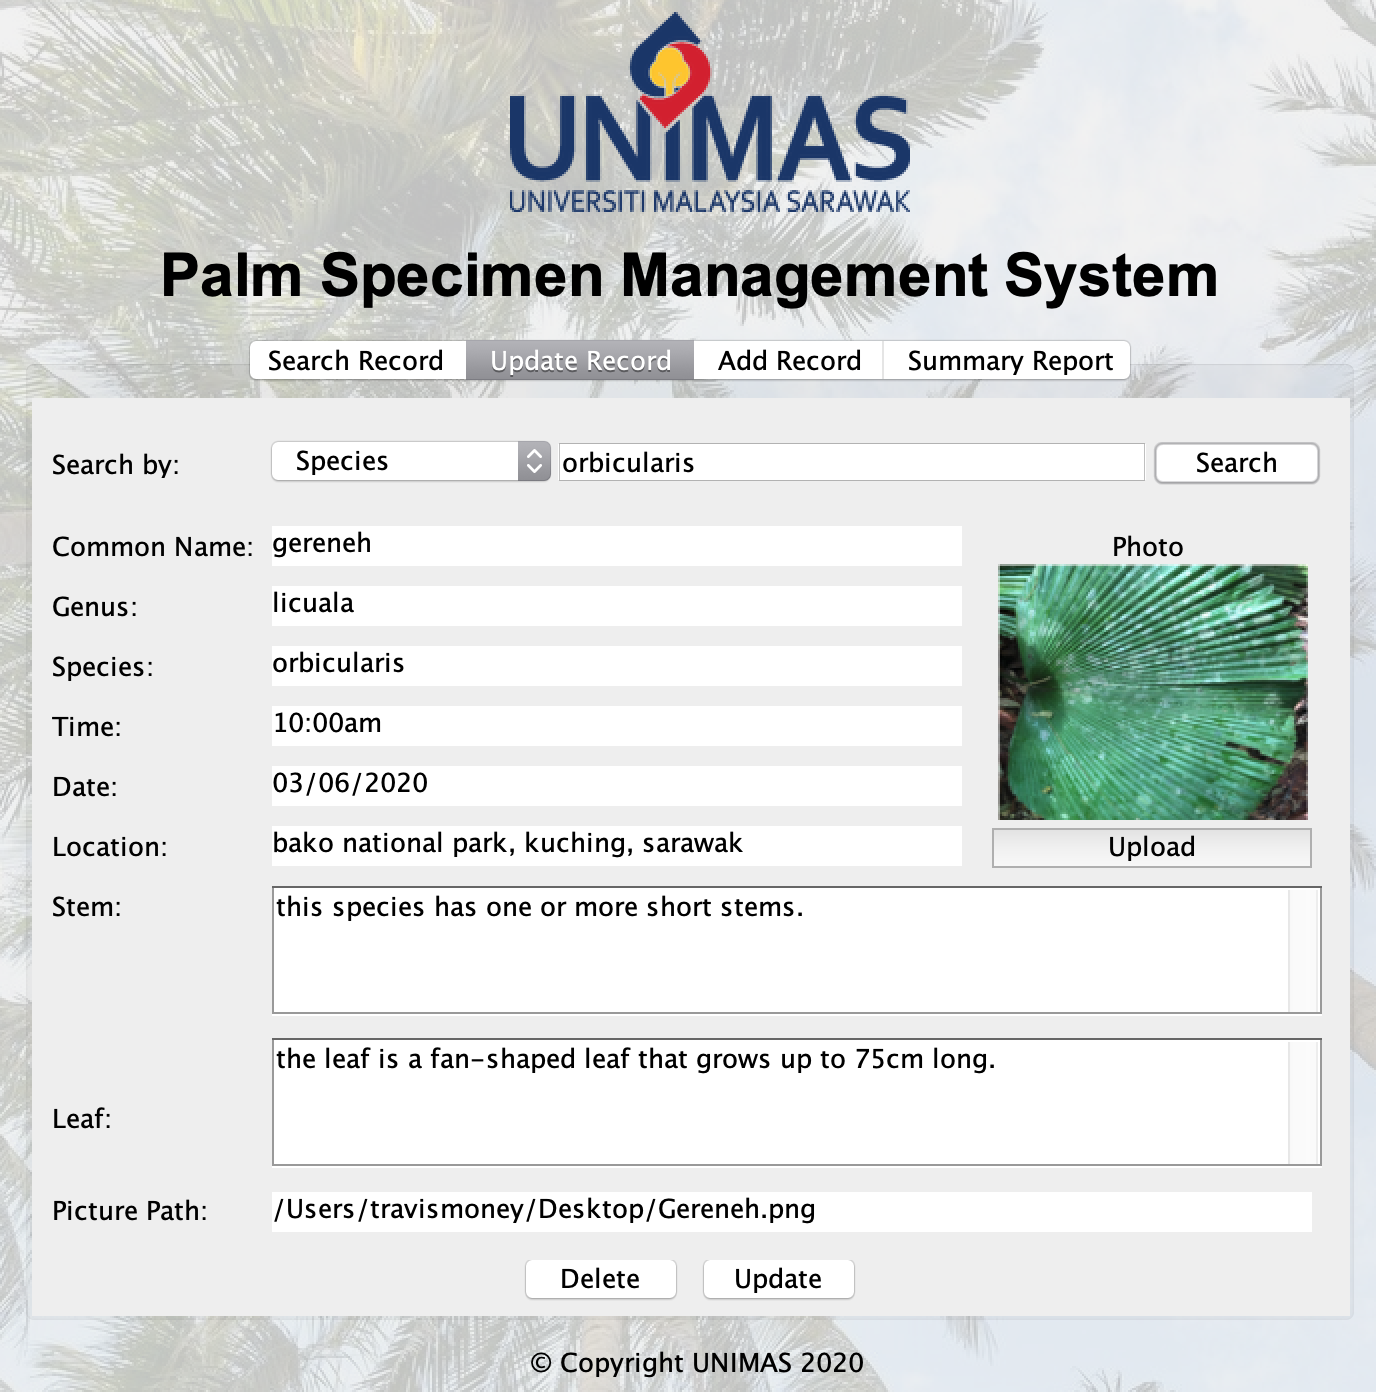 UNIMAS
UNIVERSITI MALAYSIA SARAWAK
Palm Specimen Management System
Search Record Update Record Add Record Summary Report
Search by: Species orbicularis Search
Common Name: gereneh
Photo
Genus: licuala
Species: orbicularis
Time: 10:00am
Date: 03/06/2020
Location: bako national park, kuching, sarawak
Upload
Stem: this species has one or more short stems.
the leaf is a fan-shaped leaf that grows up to 75cm long.
Leaf:
Picture Path: /Users/travismoney/Desktop/Gereneh.png
Delete Update
© Copyright UNIMAS 2020